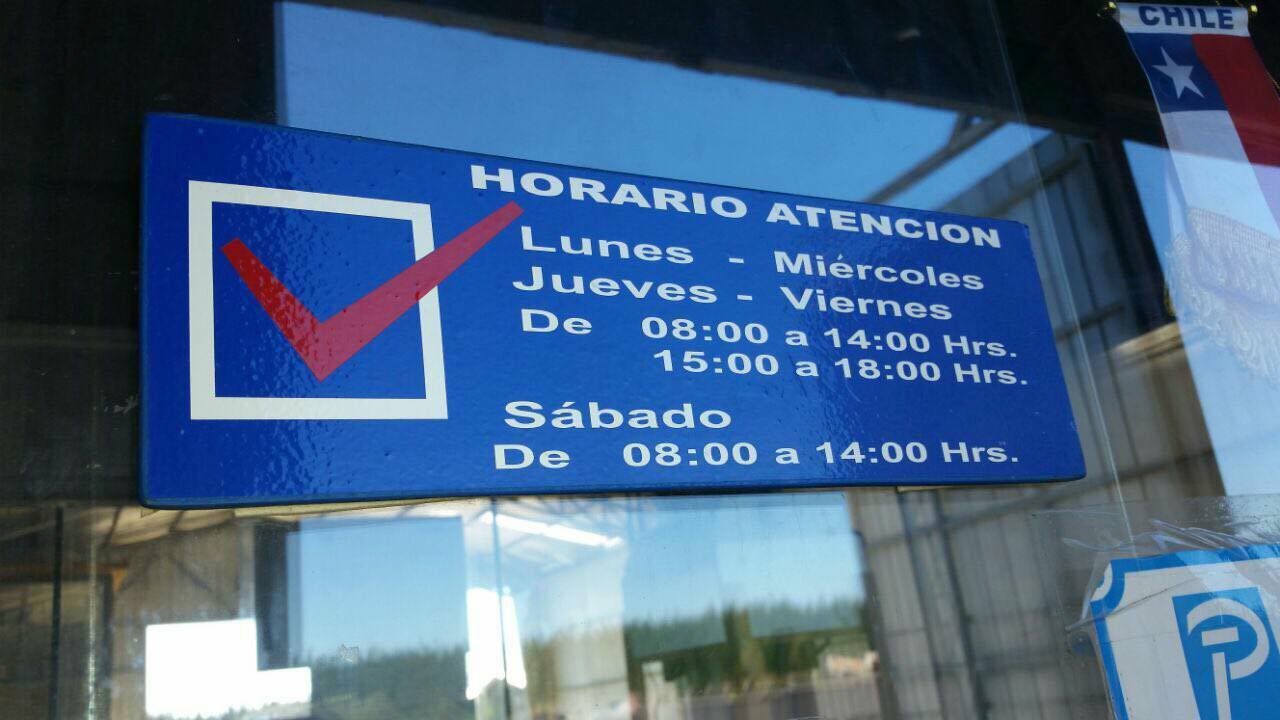 CHILE
HORARIO ATENCION
Lunes - Miércoles
Jueves - Viernes
De 08:00 a 14:00 Hrs.
15:00 a 18:00 Hrs.
Sábado
De 08:00 a 14:00 Hrs.